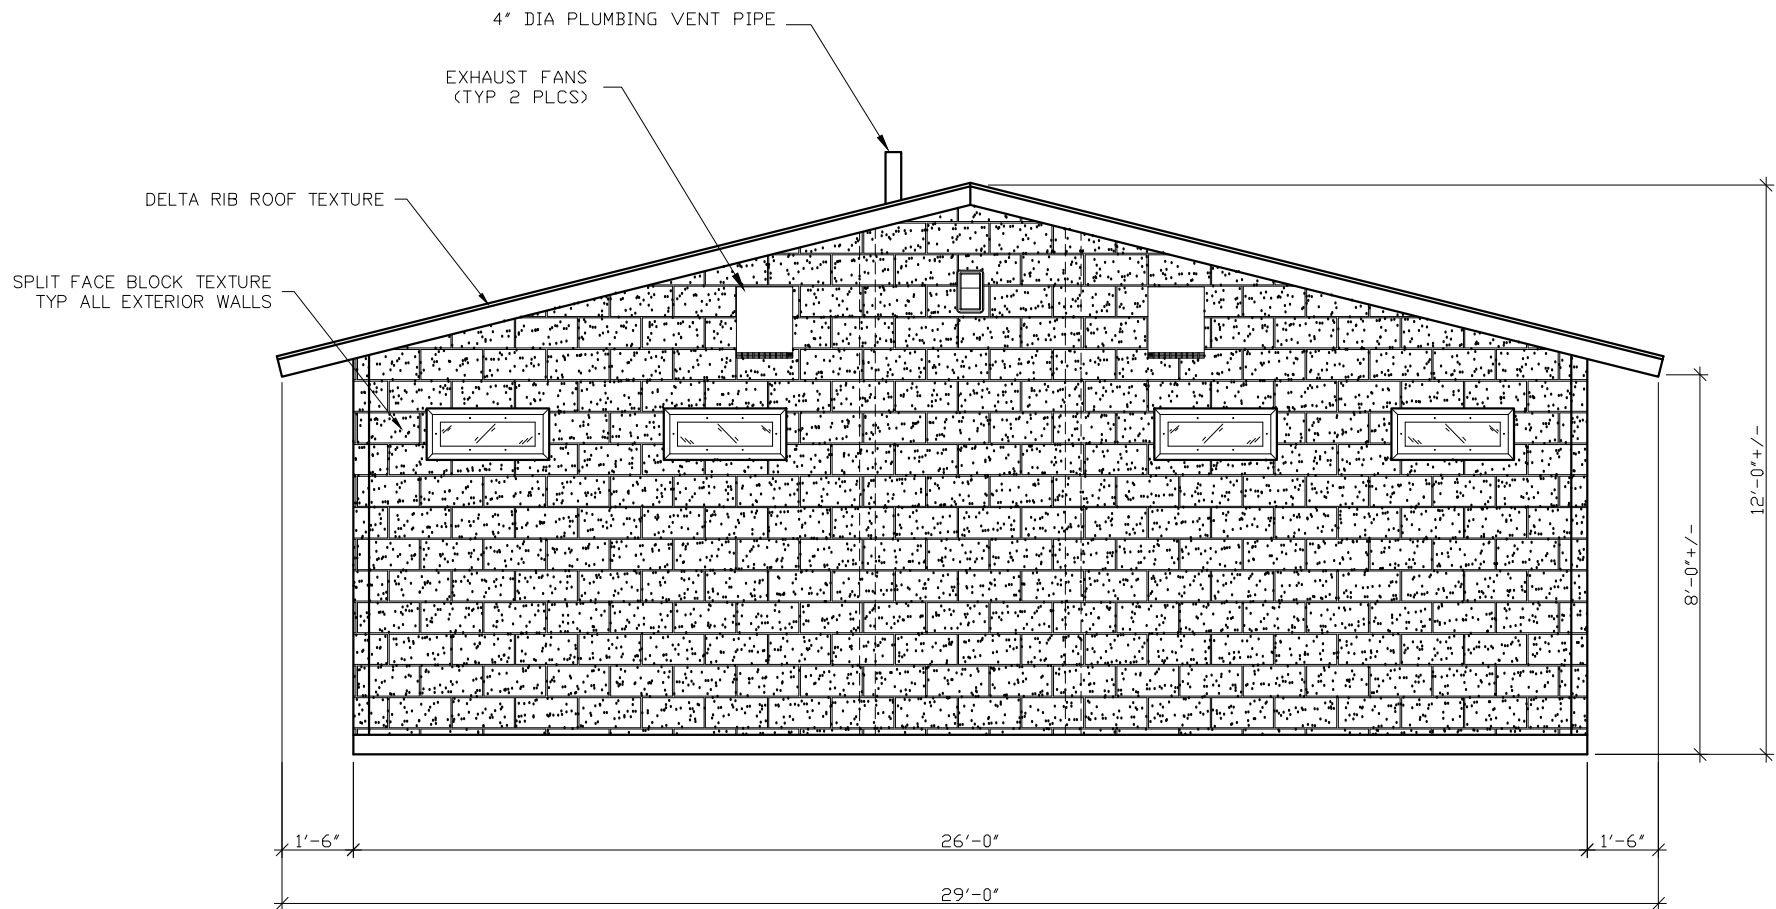 4" DIA PLUMBING VENT PIPE
EXHAUST FANS
(TYP 2 PLCS)
DELTA RIB ROOF TEXTURE
SPLIT FACE BLOCK TEXTURE
TYP ALL EXTERIOR WALLS
12'-0"+/-
8'-0"+/-
1'-6"
26'-0"
1'-6"
29'-0"